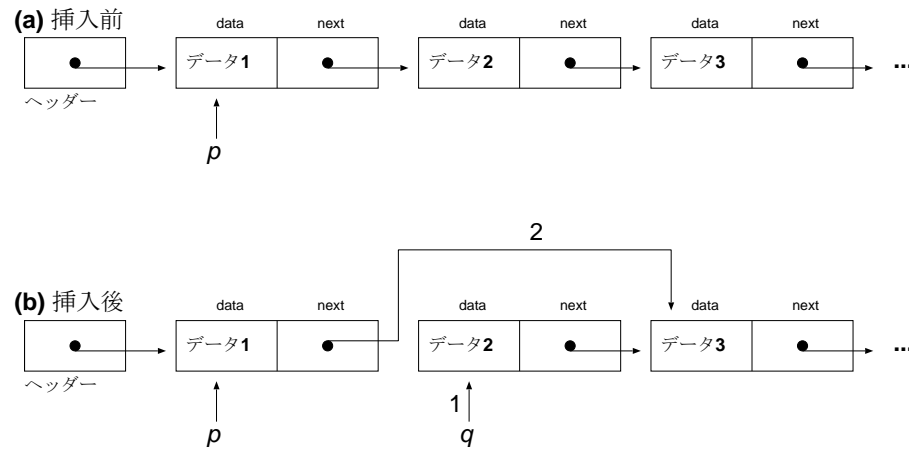 (a) 挿入前
data next data next data next
データ1 データ2 データ3 ...
ヘッダー
p
2
(b) 挿入後
data next data next data next
データ1 データ2 データ3 ...
ヘッダー
1
p q